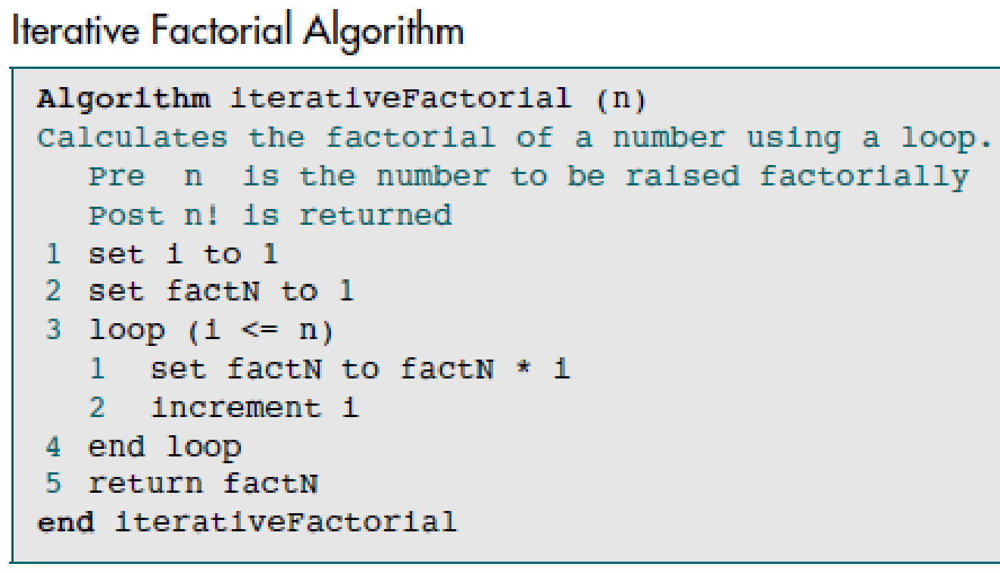 Iterative Factorial Algorithm
Algorithm iterativeFactorial (n)
Calculates the factorial of a number using a loop.
Pre n is the number to be raised factorially
Post n! is returned
1 set i to 1
2 set factN to 1
3 loop (i <= n)
1 set factN to factN * i
2 increment i
4 end loop
5 return factN
end iterativeFactorial